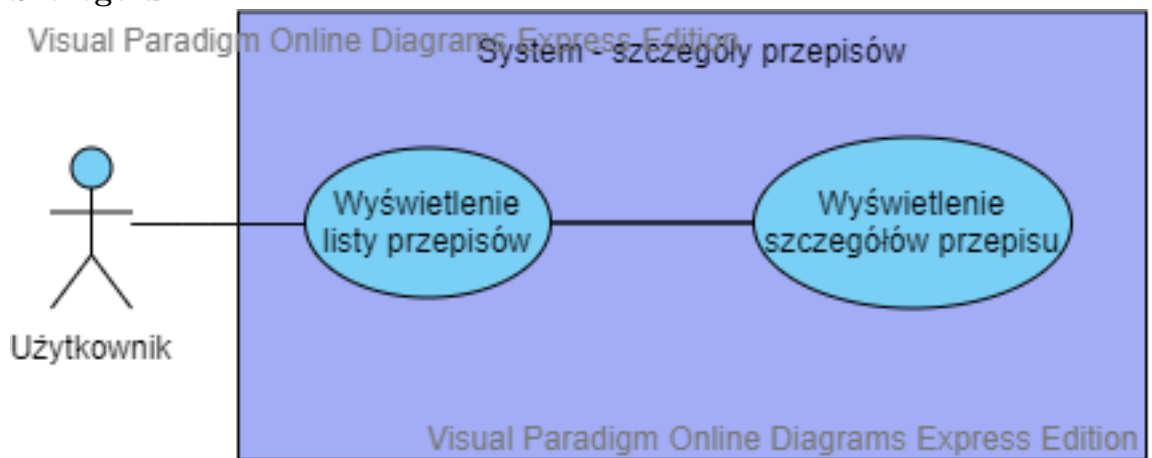 Visual Paradigm Online Diagrams Express Edition
System - szczegóły przepisów
Wyświetlenie
listy przepisów
Wyświetlenie
szczegółów przepisu
Użytkownik
Visual Paradigm Online Diagrams Express Edition